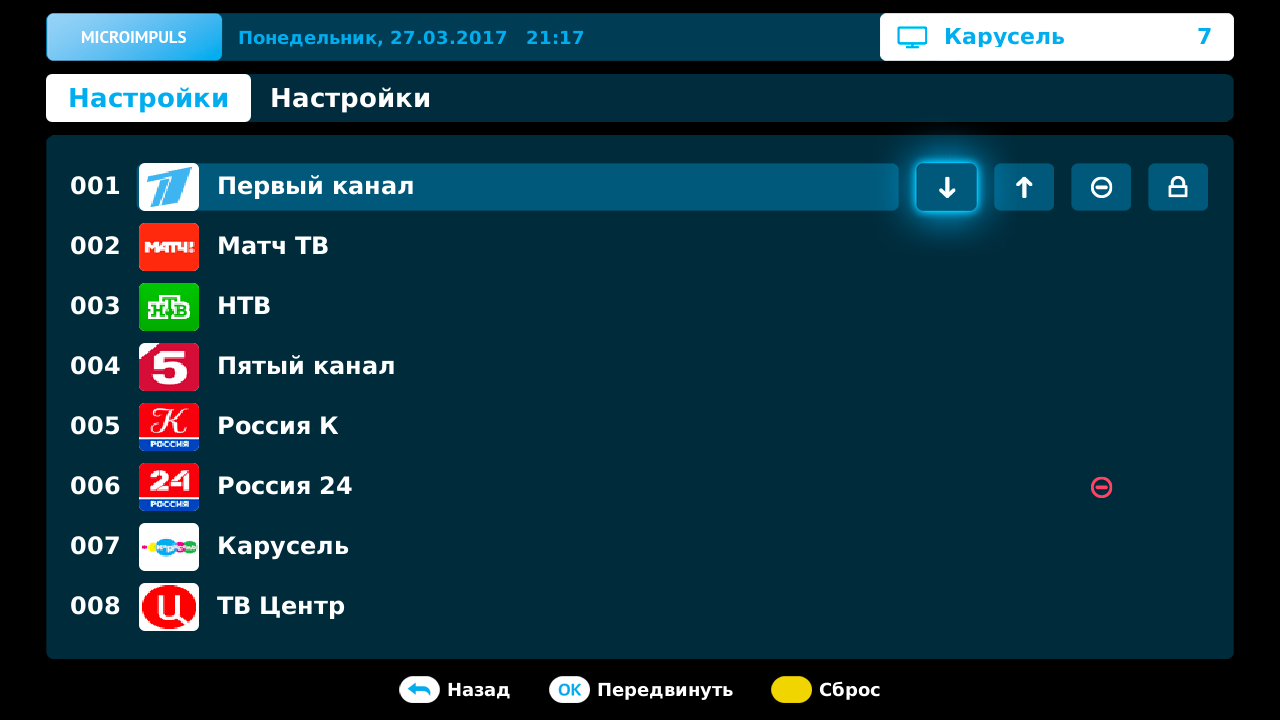 MICROIMPULS Понедельник, 27.03.2017 21:17 Карусель 7
Настройки Настройки
001 Первый канал
002 МАТЧ! Матч ТВ
003 НТВ НТВ
004 5 Пятый канал
005 К РОССИЯ Россия К
006 24 РОССИЯ Россия 24
007 Карусель
008 Ц ТВ Центр
Назад OK Передвинуть Сброс